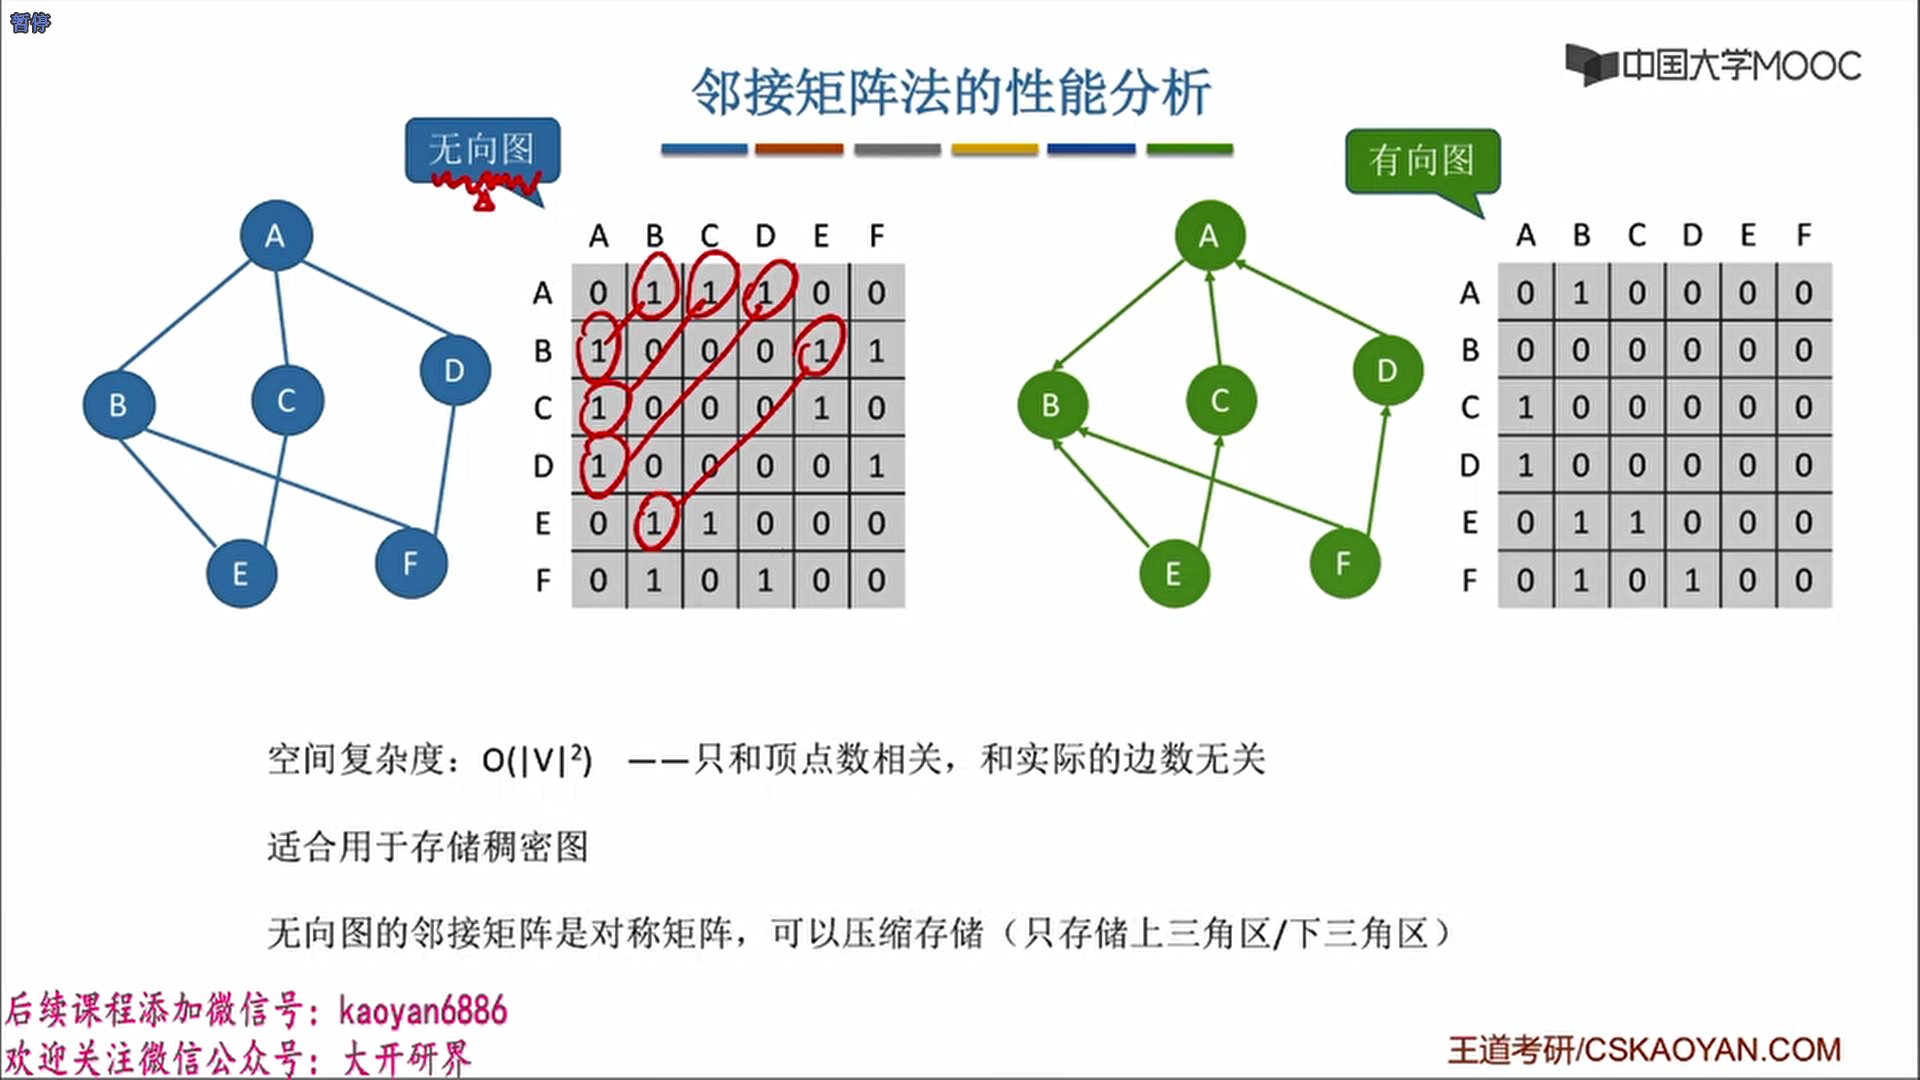 暂停
中国大学MOOC
邻接矩阵法的性能分析
无向图
有向图
A
B
C
D
E
F
A B C D E F
A 0 1 1 1 0 0
B 1 0 0 0 1 1
C 1 0 0 0 1 0
D 1 0 0 0 0 1
E 0 1 1 0 0 0
F 0 1 0 1 0 0
A
B
C
D
E
F
A B C D E F
A 0 1 0 0 0 0
B 0 0 0 0 0 0
C 1 0 0 0 0 0
D 1 0 0 0 0 0
E 0 1 1 0 0 0
F 0 1 0 1 0 0
空间复杂度：O(|V|²) ——只和顶点数相关，和实际的边数无关
适合用于存储稠密图
无向图的邻接矩阵是对称矩阵，可以压缩存储（只存储上三角区/下三角区）
后续课程添加微信号：kaoyan6886
欢迎关注微信公众号：大开研界
王道考研/CSKAOYAN.COM